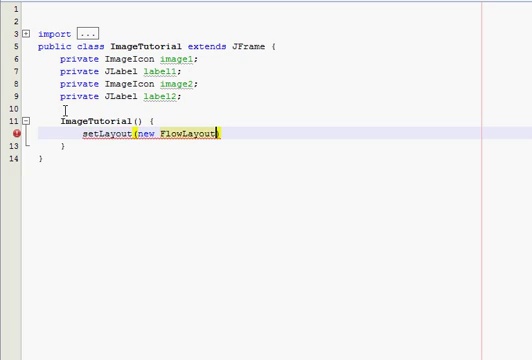 1
2
3 import ...
5 public class ImageTutorial extends JFrame {
6 private ImageIcon image1;
7 private JLabel label1;
8 private ImageIcon image2;
9 private JLabel label2;
10
11 ImageTutorial() {
setLayout(new FlowLayout)
13 }
14 }